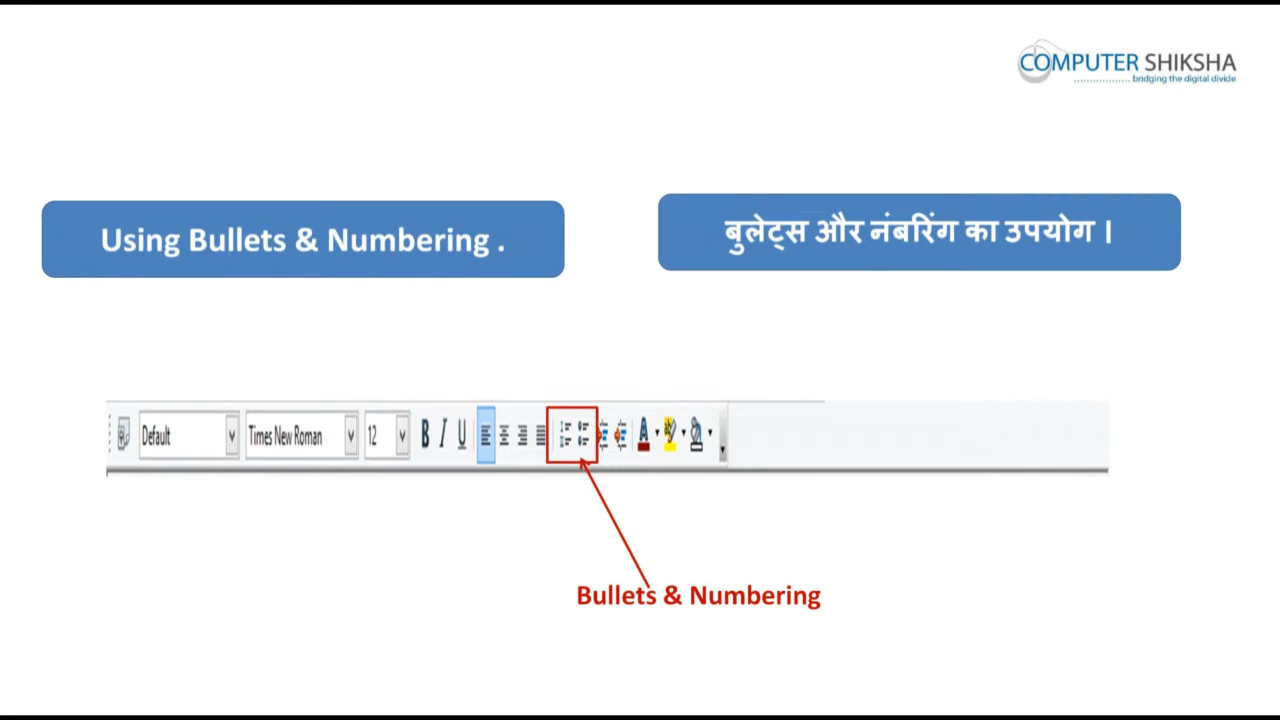 COMPUTER SHIKSHA
bridging the digital divide
Using Bullets & Numbering .
बुलेट्स और नंबरिंग का उपयोग ।
Default Times New Roman 12 B I U A
Bullets & Numbering